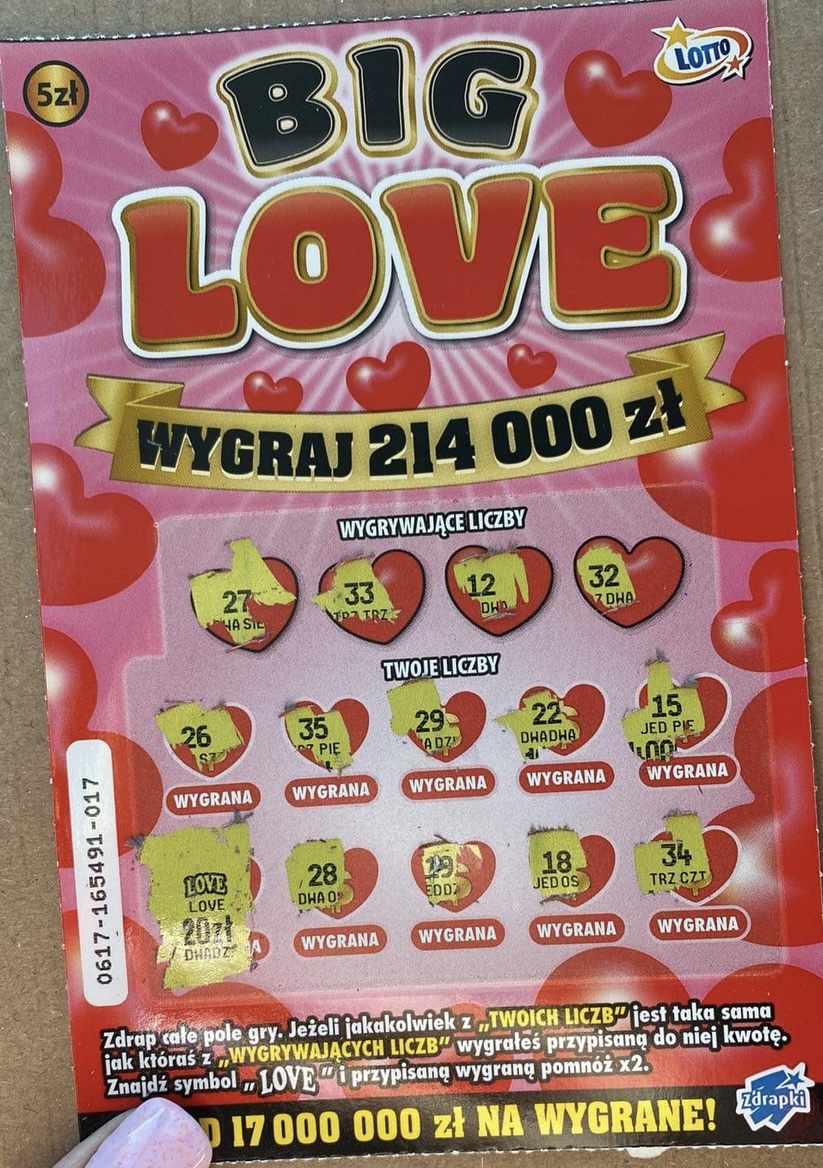 5zł
LOTTO
BIG
LOVE
WYGRAJ 214 000 zł
WYGRYWAJĄCE LICZBY
27 33 12 32
TRZ DWA
TWOJE LICZBY
26 35 29 22 15
DWADWA JED PIE
WYGRANA WYGRANA WYGRANA WYGRANA WYGRANA
LOVE 28 19 18 34
LOVE JED OS TRZ CZT
20zł
DWADZ
WYGRANA WYGRANA WYGRANA WYGRANA
0617-165491-017
Zdrap całe pole gry. Jeżeli jakakolwiek z „TWOICH LICZB” jest taka sama
jak któraś z „WYGRYWAJĄCYCH LICZB” wygrałeś przypisaną do niej kwotę.
Znajdź symbol „LOVE” i przypisaną wygraną pomnóż x2.
17 000 000 zł NA WYGRANE!
Zdrapki